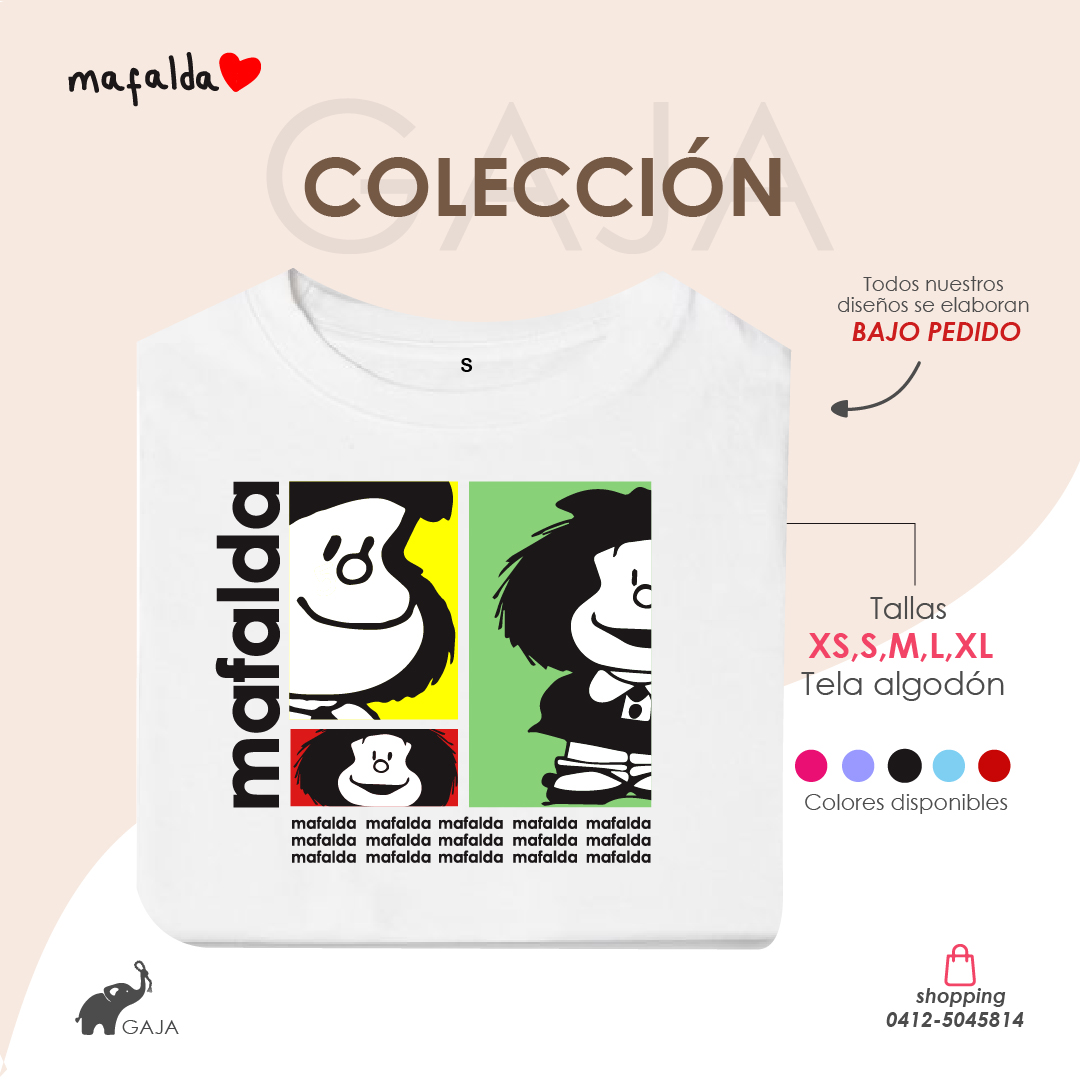 mafalda
GAJA
COLECCIÓN
Todos nuestros
diseños se elaboran
BAJO PEDIDO
S
mafalda
mafalda mafalda mafalda mafalda mafalda
mafalda mafalda mafalda mafalda mafalda
mafalda mafalda mafalda mafalda mafalda
Tallas
XS,S,M,L,XL
Tela algodón
Colores disponibles
GAJA
shopping
0412-5045814